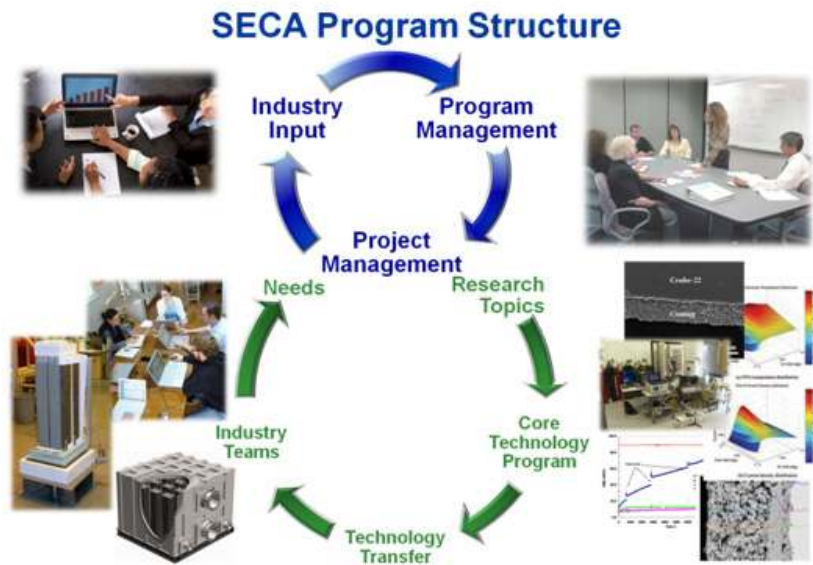 SECA Program Structure
Industry
Input
Program
Management
Project
Management
Needs
Research
Topics
Crofer 22
Coating
Industry
Teams
Core
Technology
Program
Technology
Transfer